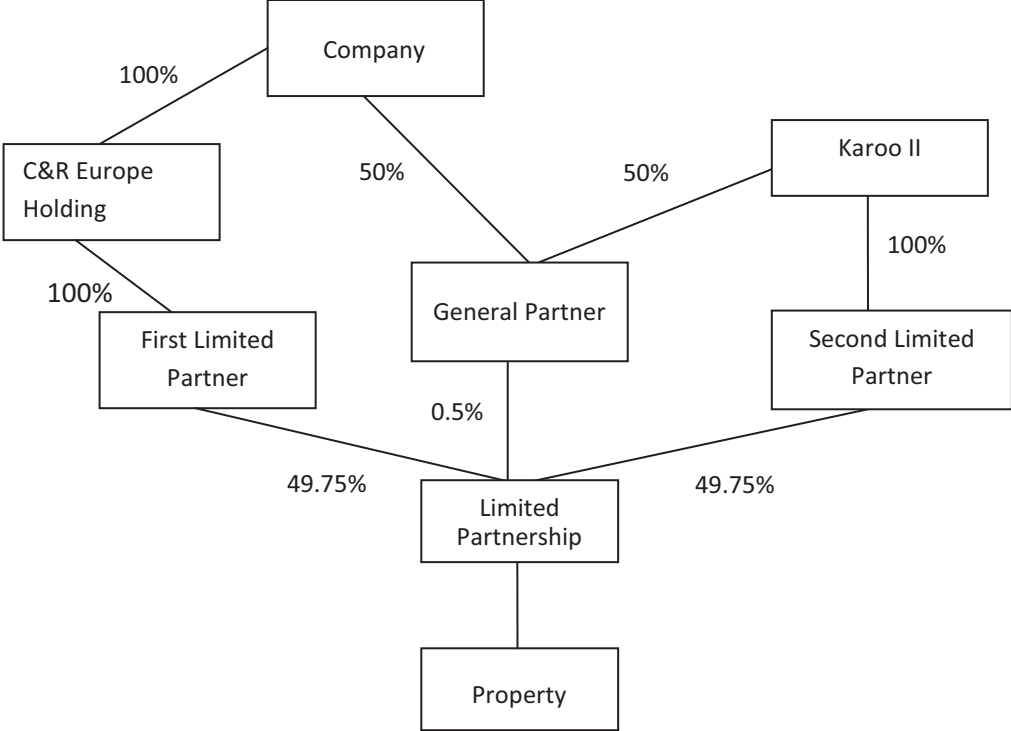 Company
100%
Karoo II
C&R Europe
Holding
50%
50%
100%
100%
General Partner
First Limited
Partner
Second Limited
Partner
0.5%
49.75%
49.75%
Limited
Partnership
Property